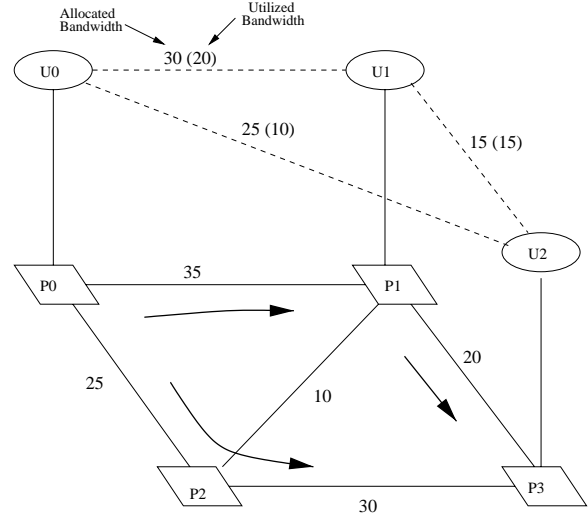 Allocated
Bandwidth
Utilized
Bandwidth
30 (20)
U0
U1
25 (10)
15 (15)
U2
P0
35
P1
25
10
20
P2
30
P3